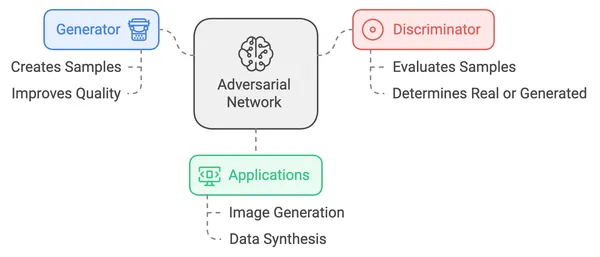 Generator
Creates Samples
Improves Quality
Adversarial
Network
Discriminator
Evaluates Samples
Determines Real or Generated
Applications
Image Generation
Data Synthesis